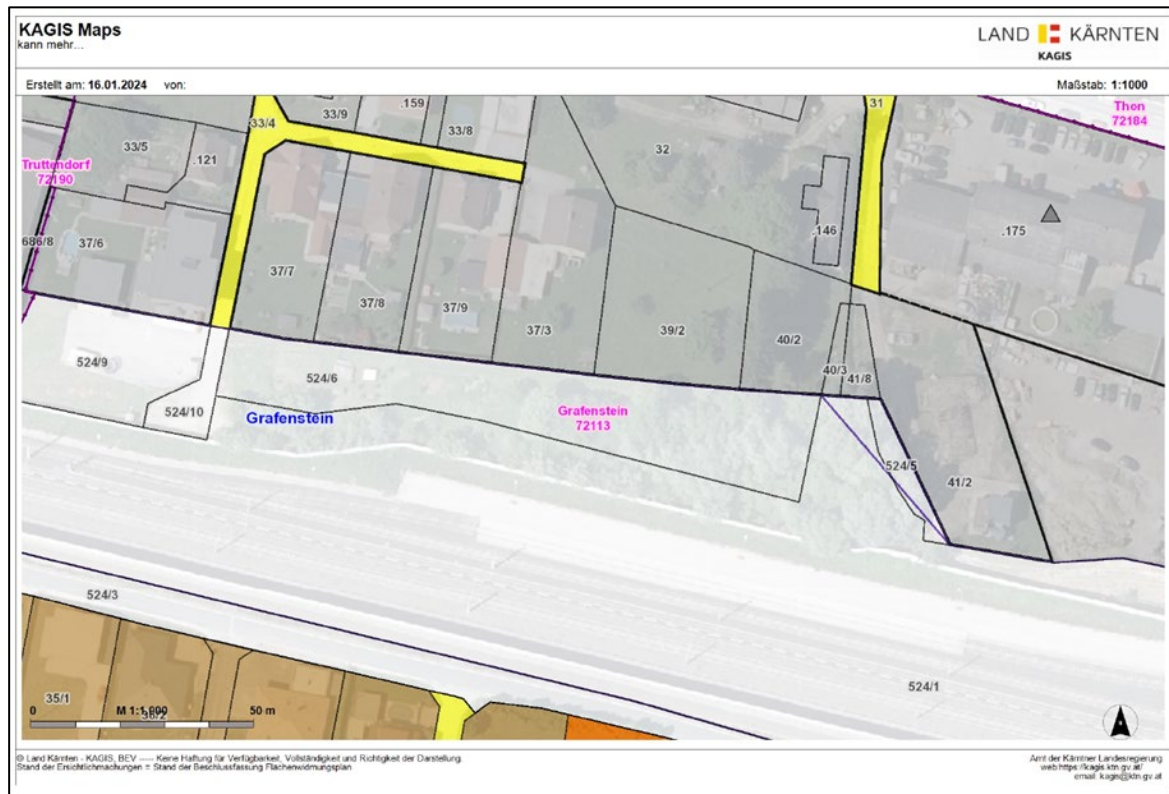 KAGIS Maps
kann mehr...
LAND KÄRNTEN
KAGIS
Erstellt am: 16.01.2024 von:
Maßstab: 1:1000
33/4
33/9
.159
33/8
31
Thon
72184
33/5
.121
32
Truttendorf
72190
686/8
37/6
37/7
37/8
37/9
37/3
39/2
40/2
.146
.175
40/3
41/8
524/9
524/10
524/6
Grafenstein
Grafenstein
72113
524/5
41/2
524/3
524/1
35/1
0
M 1:1,000
50 m
© Land Kärnten - KAGIS, BEV ---- Keine Haftung für Verfügbarkeit, Vollständigkeit und Richtigkeit der Darstellung.
Stand der Ersichtlichmachungen = Stand der Beschlussfassung Flächenwidmungsplan
Amt der Kärntner Landesregierung
web:https://kagis.ktn.gv.at/
email: kagis@ktn.gv.at